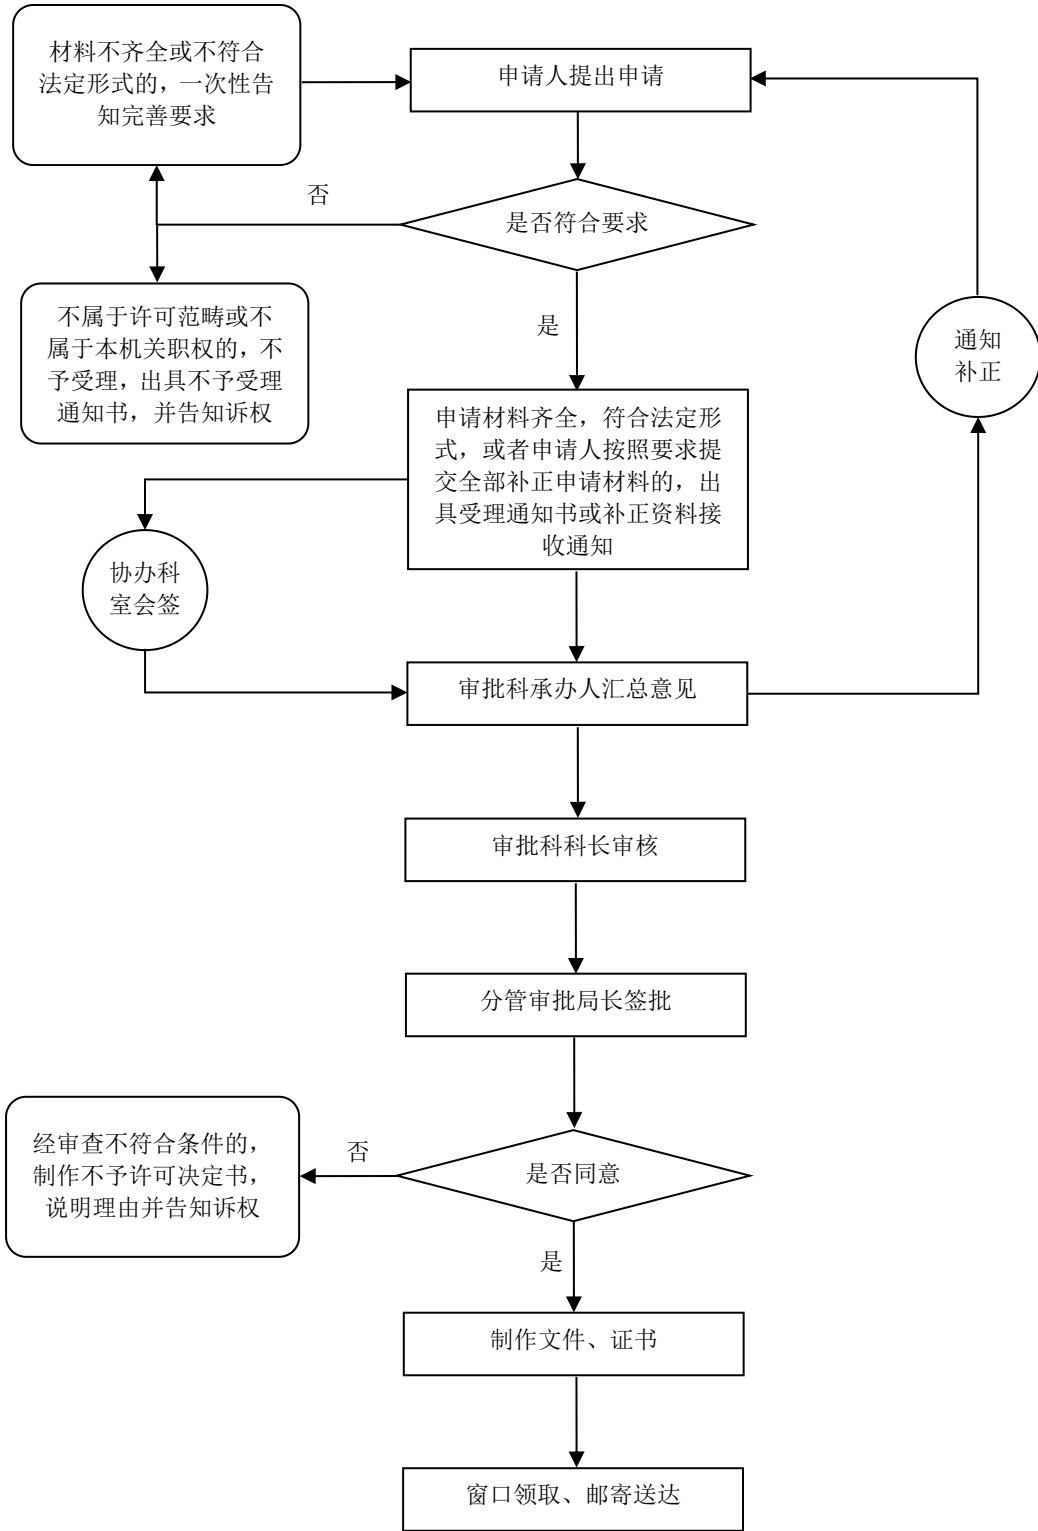 材料不齐全或不符合
法定形式的，一次性告
知完善要求
申请人提出申请
否
是否符合要求
不属于许可范畴或不
属于本机关职权的，不
予受理，出具不予受理
通知书，并告知诉权
是
通知
补正
申请材料齐全，符合法定形
式，或者申请人按照要求提
交全部补正申请材料的，出
具受理通知书或补正资料接
收通知
协办科
室会签
审批科承办人汇总意见
审批科科长审核
分管审批局长签批
经审查不符合条件的，
制作不予许可决定书，
说明理由并告知诉权
否
是否同意
是
制作文件、证书
窗口领取、邮寄送达